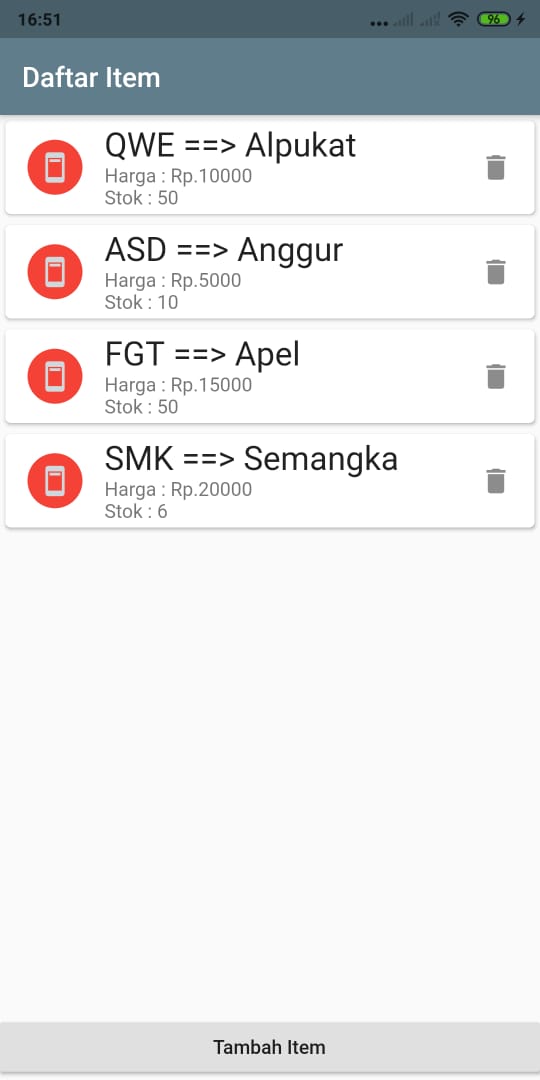 16:51
96
Daftar Item
QWE ==> Alpukat
Harga : Rp.10000
Stok : 50
ASD ==> Anggur
Harga : Rp.5000
Stok : 10
FGT ==> Apel
Harga : Rp.15000
Stok : 50
SMK ==> Semangka
Harga : Rp.20000
Stok : 6
Tambah Item